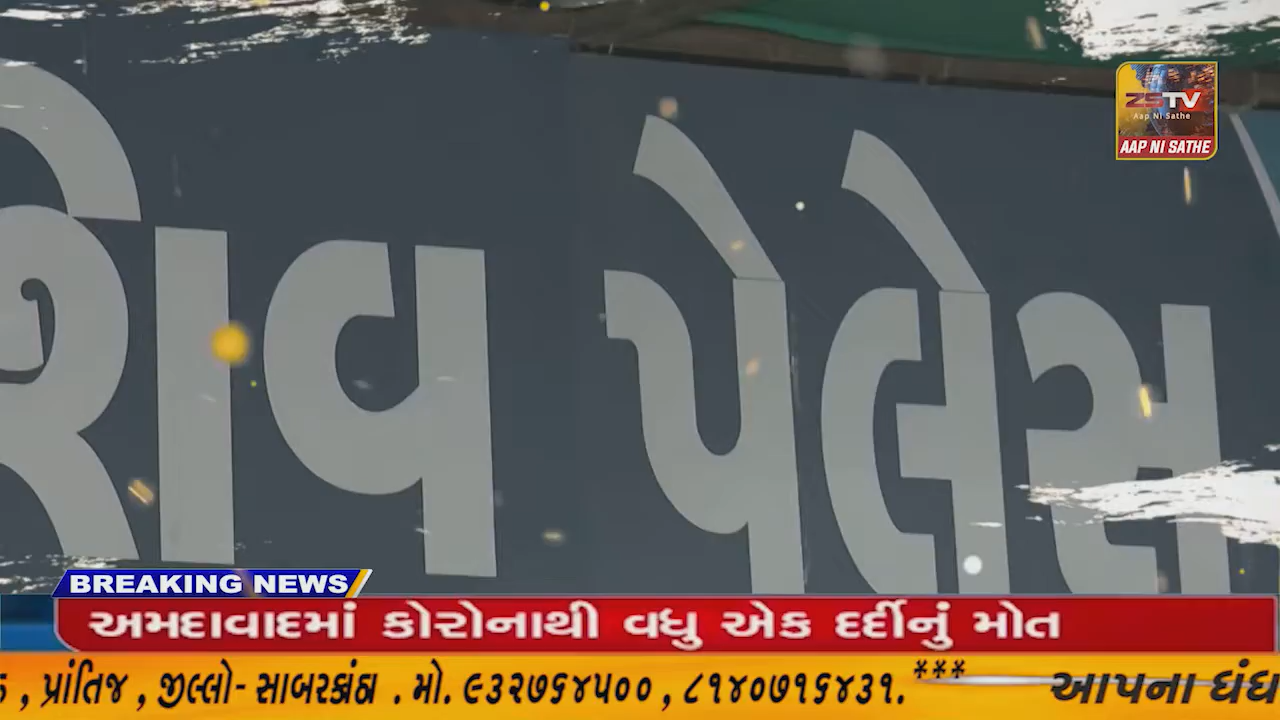 શિવ પેલેસ
ZSTV
Aap Ni Sathe
AAP NI SATHE
BREAKING NEWS
અમદાવાદમાં કોરોનાથી વધુ એક દર્દીનું મોત
, પ્રાંતિજ , જીલ્લો- સાબરકાંઠા . મો. ૯૩૨૭૬૪૫૦૦ , ૮૧૪૦૭૧૬૪૩૧.*** આપના ધંધ